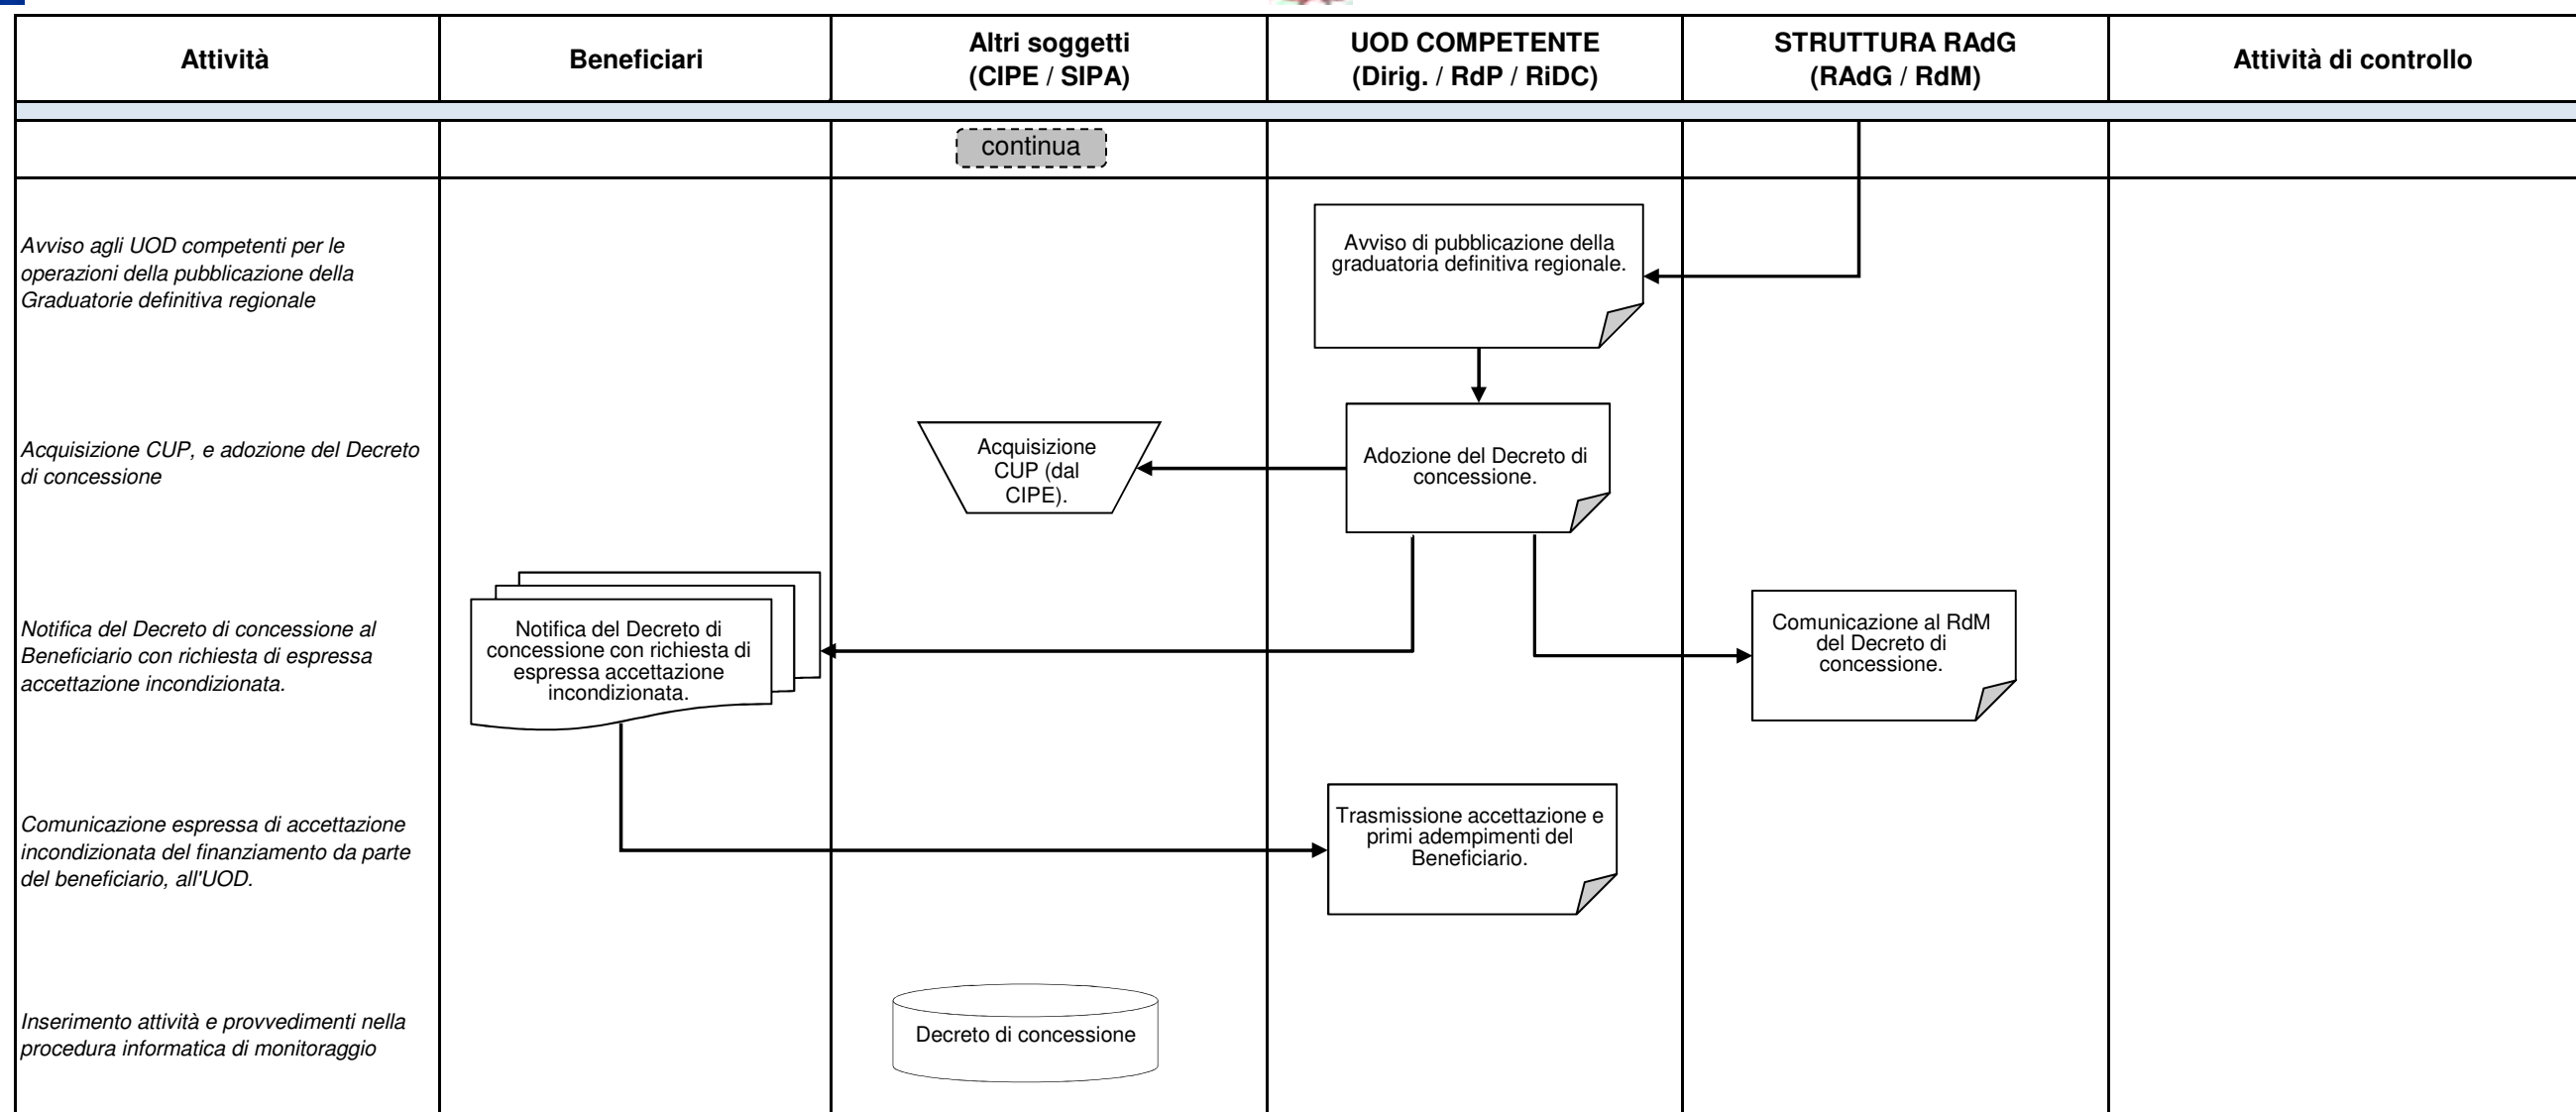 Attività
Beneficiari
Altri soggetti
(CIPE / SIPA)
UOD COMPETENTE
(Dirig. / RdP / RiDC)
STRUTTURA RAdG
(RAdG / RdM)
Attività di controllo
continua
Avviso agli UOD competenti per le
operazioni della pubblicazione della
Graduatorie definitiva regionale
Avviso di pubblicazione della
graduatoria definitiva regionale.
Acquisizione CUP, e adozione del Decreto
di concessione
Acquisizione
CUP (dal
CIPE).
Adozione del Decreto di
concessione.
Notifica del Decreto di concessione al
Beneficiario con richiesta di espressa
accettazione incondizionata.
Notifica del Decreto di
concessione con richiesta di
espressa accettazione
incondizionata.
Comunicazione al RdM
del Decreto di
concessione.
Comunicazione espressa di accettazione
incondizionata del finanziamento da parte
del beneficiario, all'UOD.
Trasmissione accettazione e
primi adempimenti del
Beneficiario.
Inserimento attività e provvedimenti nella
procedura informatica di monitoraggio
Decreto di concessione